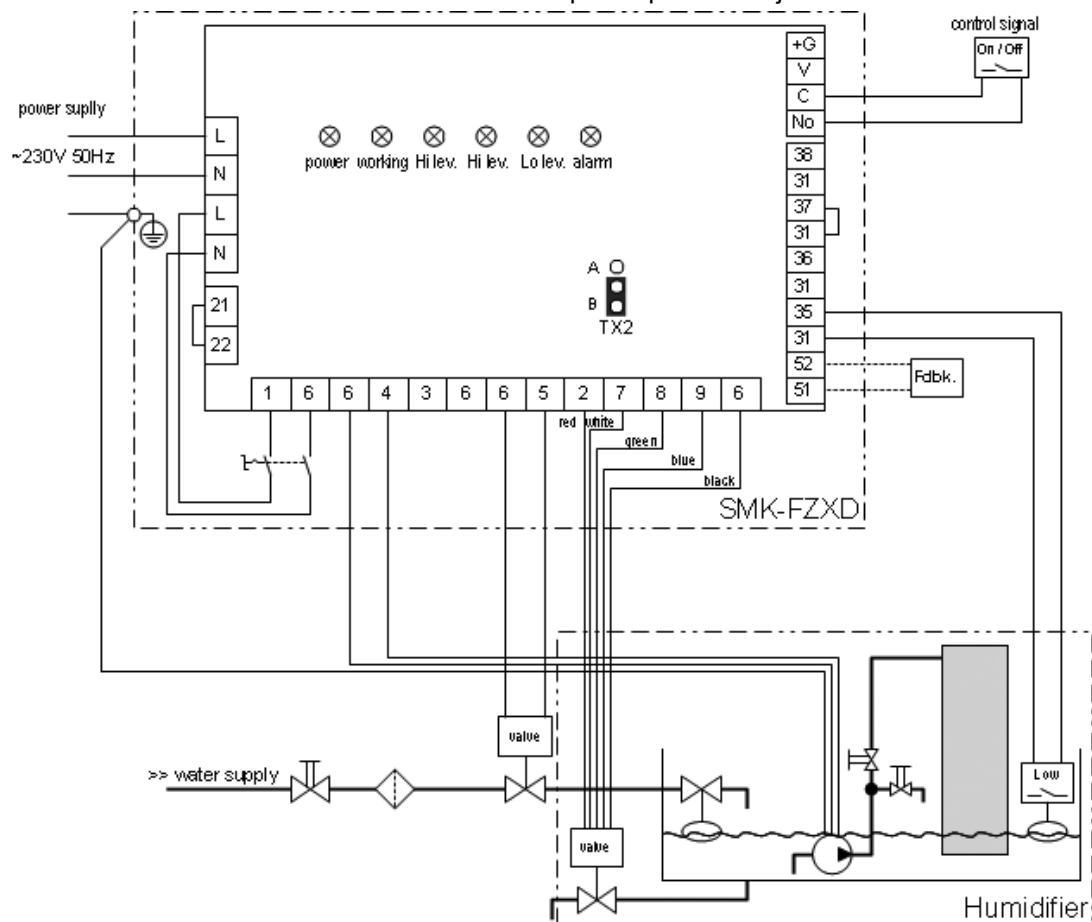 control signal
On / Off
+G
V
C
No
38
31
37
31
36
31
35
31
52
51
Fdbk.
power suplly
~230V 50Hz
L
N
L
N
21
22
power working Hi lev. Hi lev. Lo lev. alarm
A
B
TX2
1 6 6 4 3 6 6 5 2 7 8 9 6
red white
green
blue
black
SMK-FZXD
valve
>> water supply
valve
Low
Humidifier